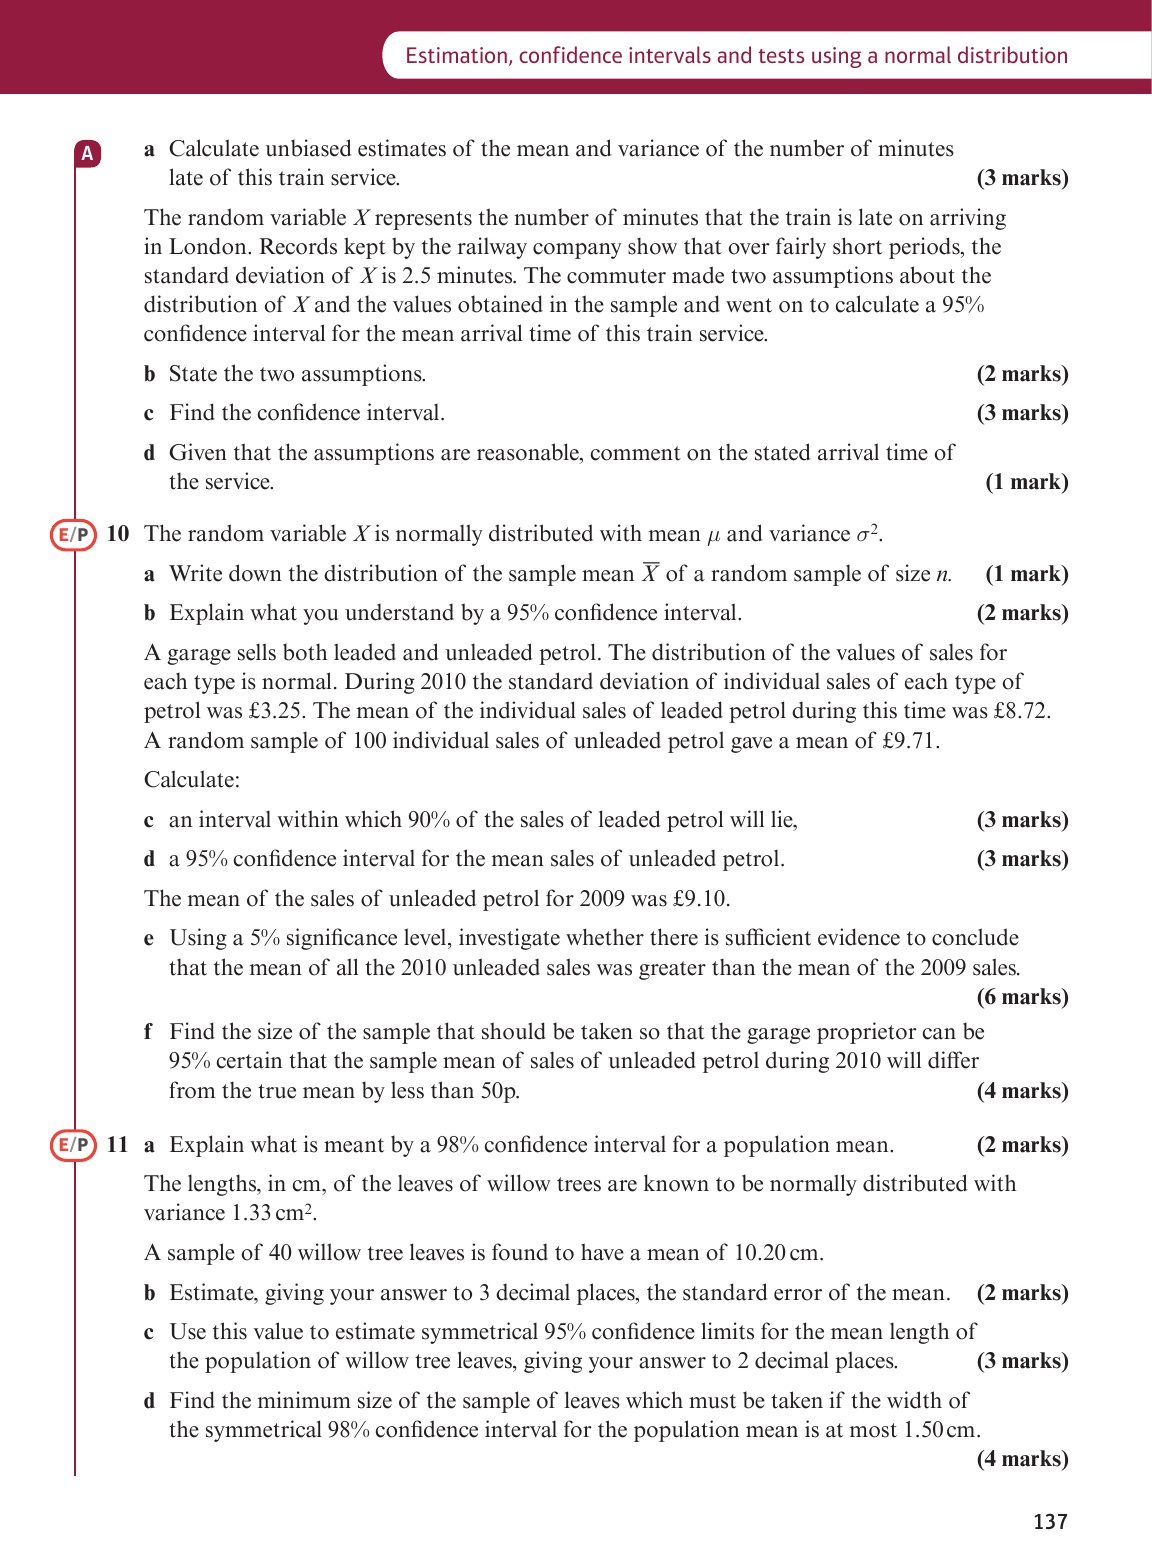 Estimation, confidence intervals and tests using a normal distribution
A
a Calculate unbiased estimates of the mean and variance of the number of minutes
late of this train service. (3 marks)
The random variable X represents the number of minutes that the train is late on arriving
in London. Records kept by the railway company show that over fairly short periods, the
standard deviation of X is 2.5 minutes. The commuter made two assumptions about the
distribution of X and the values obtained in the sample and went on to calculate a 95%
confidence interval for the mean arrival time of this train service.
b State the two assumptions. (2 marks)
c Find the confidence interval. (3 marks)
d Given that the assumptions are reasonable, comment on the stated arrival time of
the service. (1 mark)
E/P 10 The random variable X is normally distributed with mean μ and variance σ².
a Write down the distribution of the sample mean X̅ of a random sample of size n. (1 mark)
b Explain what you understand by a 95% confidence interval. (2 marks)
A garage sells both leaded and unleaded petrol. The distribution of the values of sales for
each type is normal. During 2010 the standard deviation of individual sales of each type of
petrol was £3.25. The mean of the individual sales of leaded petrol during this time was £8.72.
A random sample of 100 individual sales of unleaded petrol gave a mean of £9.71.
Calculate:
c an interval within which 90% of the sales of leaded petrol will lie, (3 marks)
d a 95% confidence interval for the mean sales of unleaded petrol. (3 marks)
The mean of the sales of unleaded petrol for 2009 was £9.10.
e Using a 5% significance level, investigate whether there is sufficient evidence to conclude
that the mean of all the 2010 unleaded sales was greater than the mean of the 2009 sales.
(6 marks)
f Find the size of the sample that should be taken so that the garage proprietor can be
95% certain that the sample mean of sales of unleaded petrol during 2010 will differ
from the true mean by less than 50p. (4 marks)
E/P 11 a Explain what is meant by a 98% confidence interval for a population mean. (2 marks)
The lengths, in cm, of the leaves of willow trees are known to be normally distributed with
variance 1.33 cm².
A sample of 40 willow tree leaves is found to have a mean of 10.20 cm.
b Estimate, giving your answer to 3 decimal places, the standard error of the mean. (2 marks)
c Use this value to estimate symmetrical 95% confidence limits for the mean length of
the population of willow tree leaves, giving your answer to 2 decimal places. (3 marks)
d Find the minimum size of the sample of leaves which must be taken if the width of
the symmetrical 98% confidence interval for the population mean is at most 1.50 cm.
(4 marks)
137